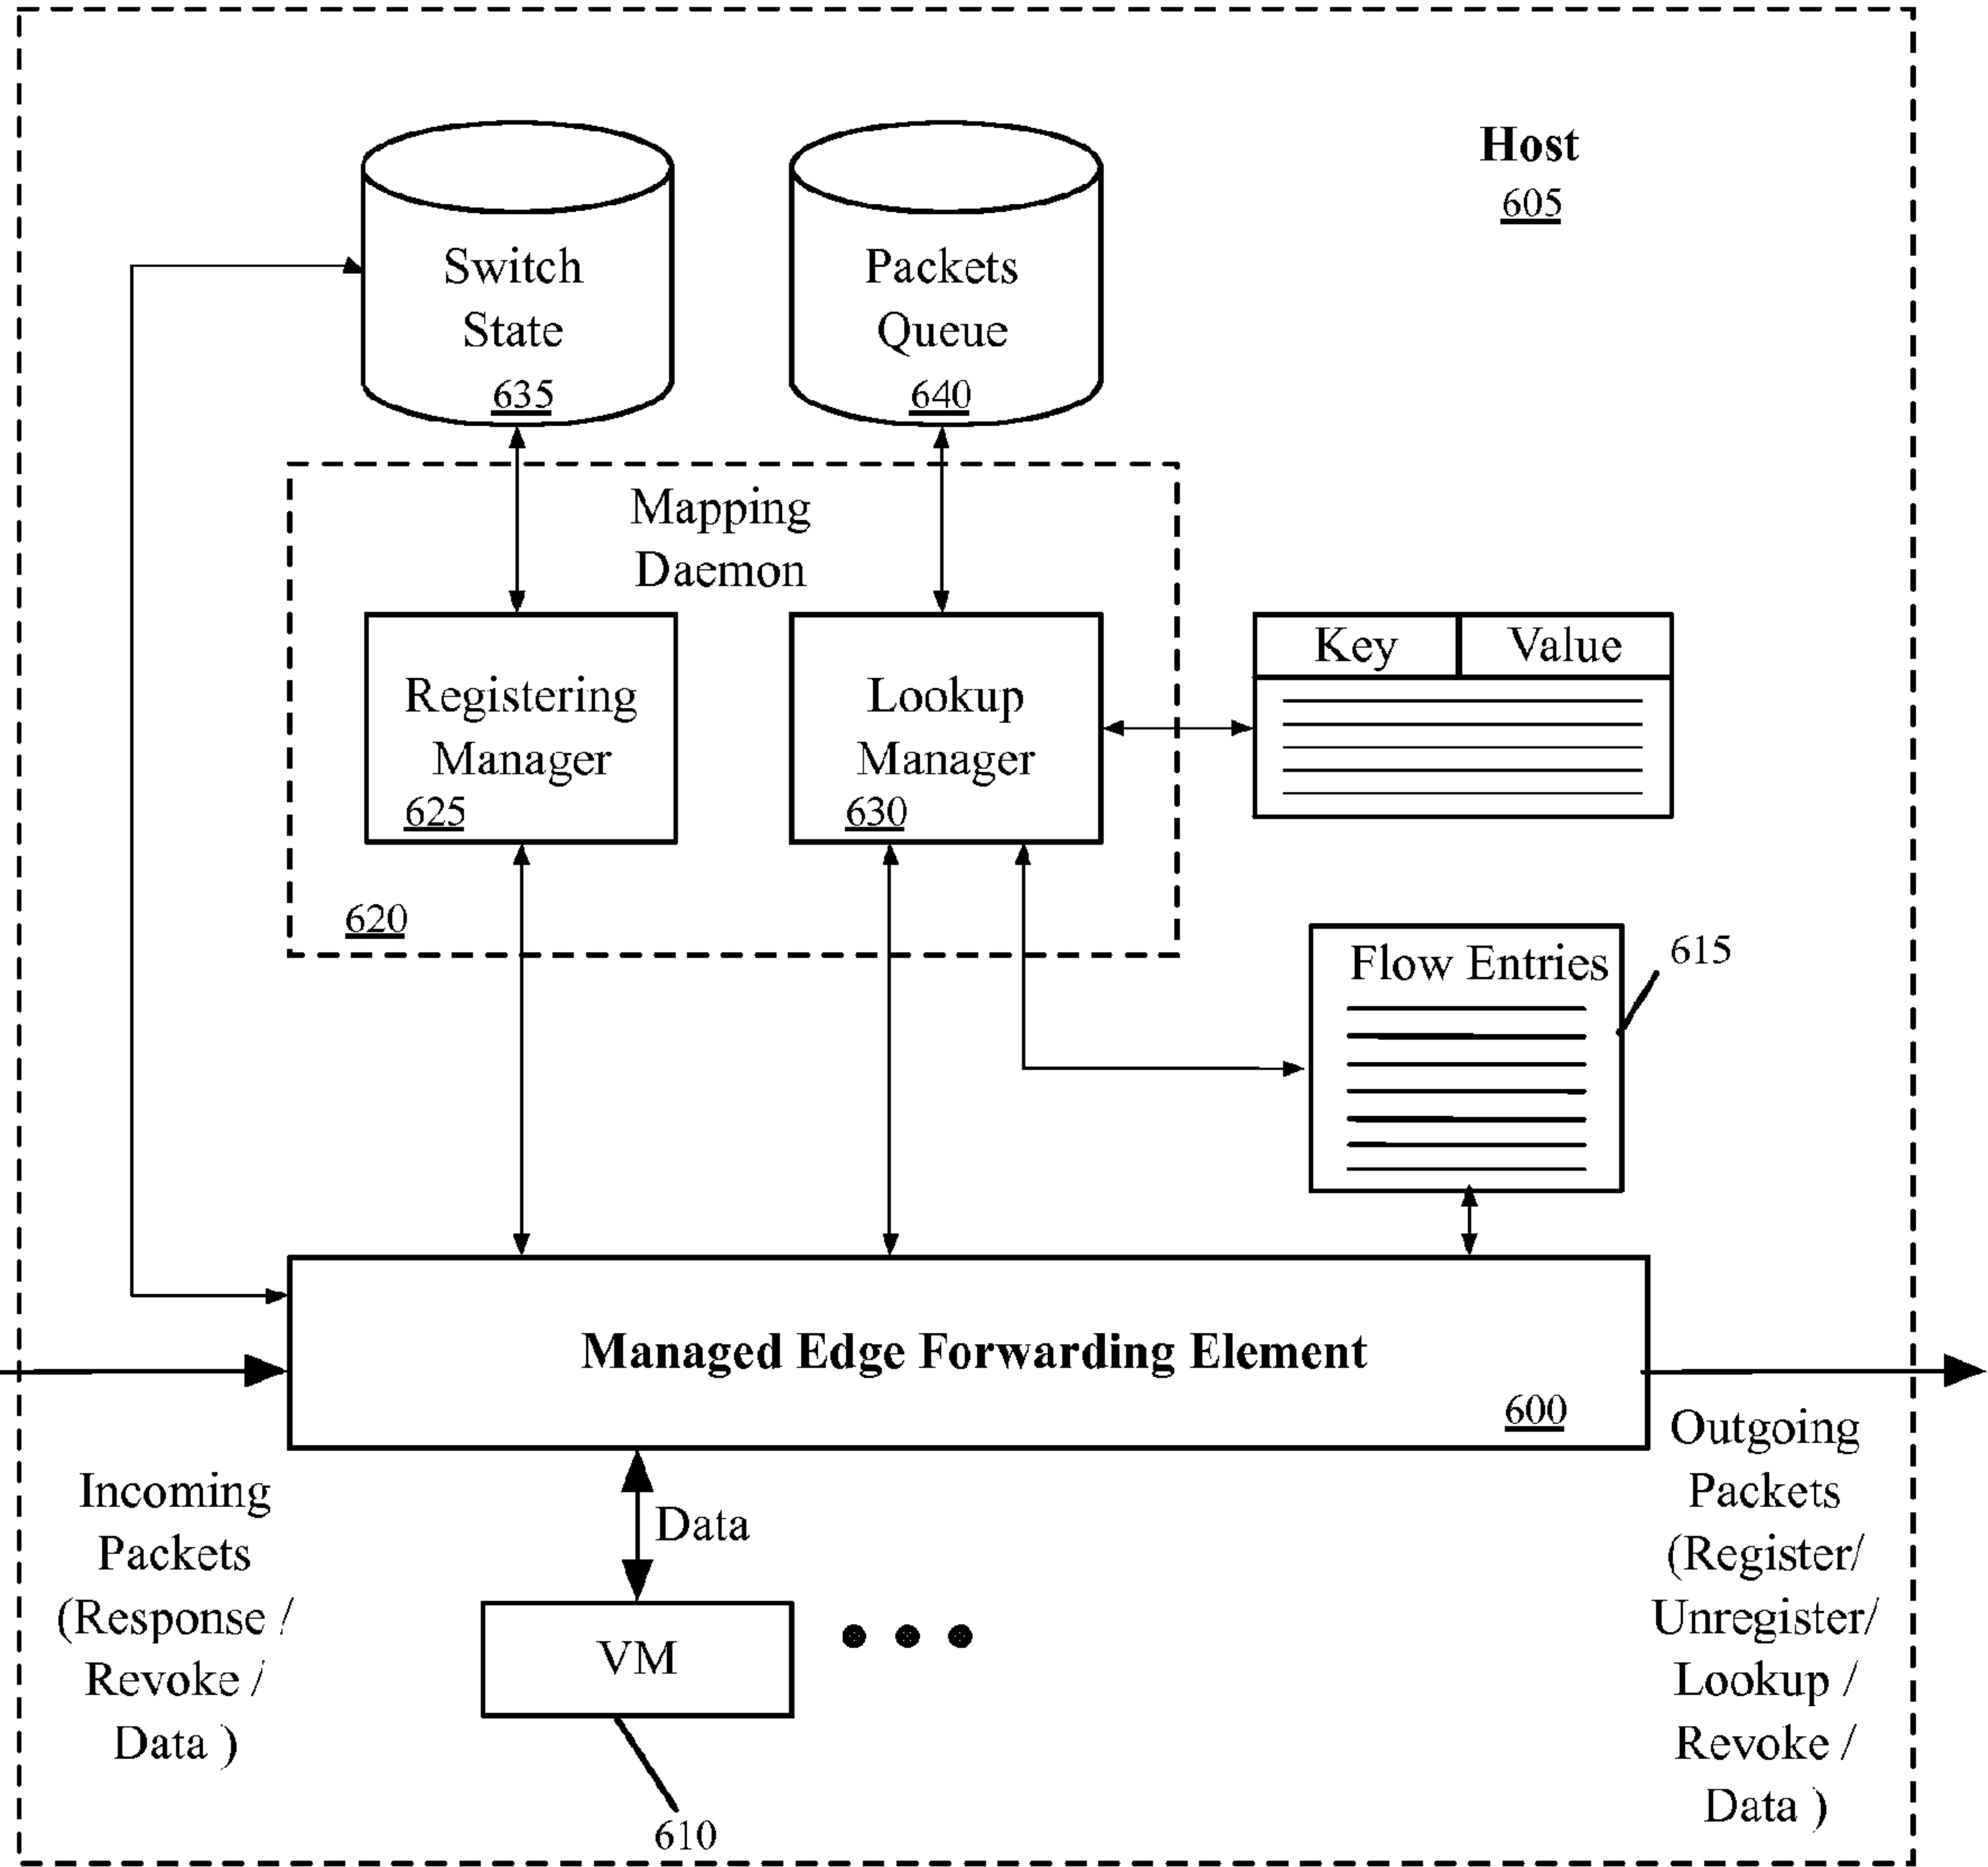 Host
605
Switch
State
635
Packets
Queue
640
Mapping
Daemon
Registering
Manager
625
Lookup
Manager
630
Key Value
620
Flow Entries
615
Managed Edge Forwarding Element
600
Incoming
Packets
(Response /
Revoke /
Data )
Data
VM
610
Outgoing
Packets
(Register/
Unregister/
Lookup /
Revoke /
Data )